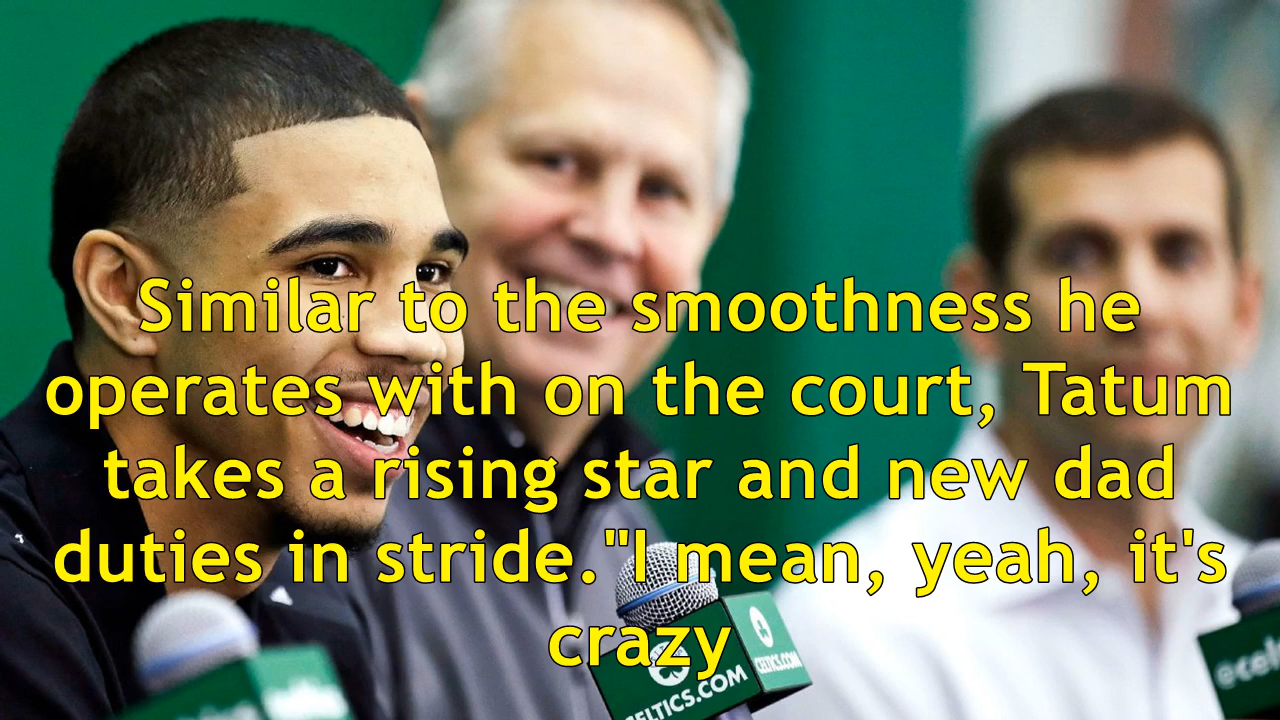 Similar to the smoothness he
operates with on the court, Tatum
takes a rising star and new dad
duties in stride. "I mean, yeah, it's
crazy
CELTICS.COM
CELTICS.COM